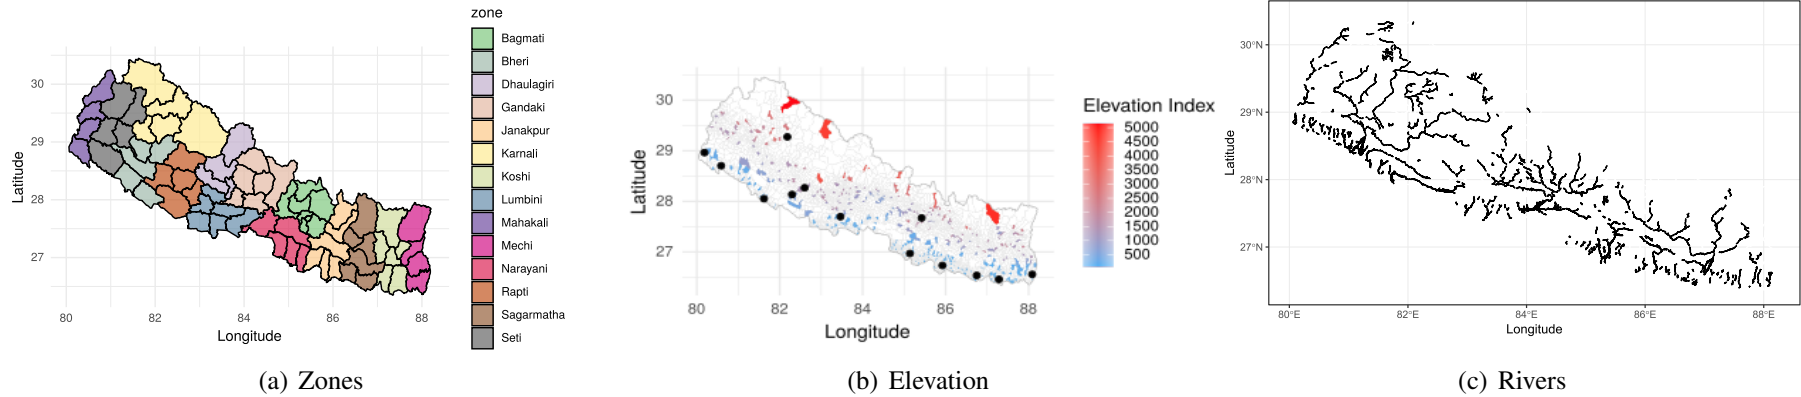 zone
Bagmati
Bheri
Dhaulagiri
Gandaki
Janakpur
Karnali
Koshi
Lumbini
Mahakali
Mechi
Narayani
Rapti
Sagarmatha
Seti
Latitude
30
29
28
27
80
82
84
86
88
Longitude
(a) Zones
Latitude
30
29
28
27
80
82
84
86
88
Longitude
Elevation Index
5000
4500
4000
3500
3000
2500
2000
1500
1000
500
(b) Elevation
Latitude
30°N
29°N
28°N
27°N
80°E
82°E
84°E
86°E
88°E
Longitude
(c) Rivers